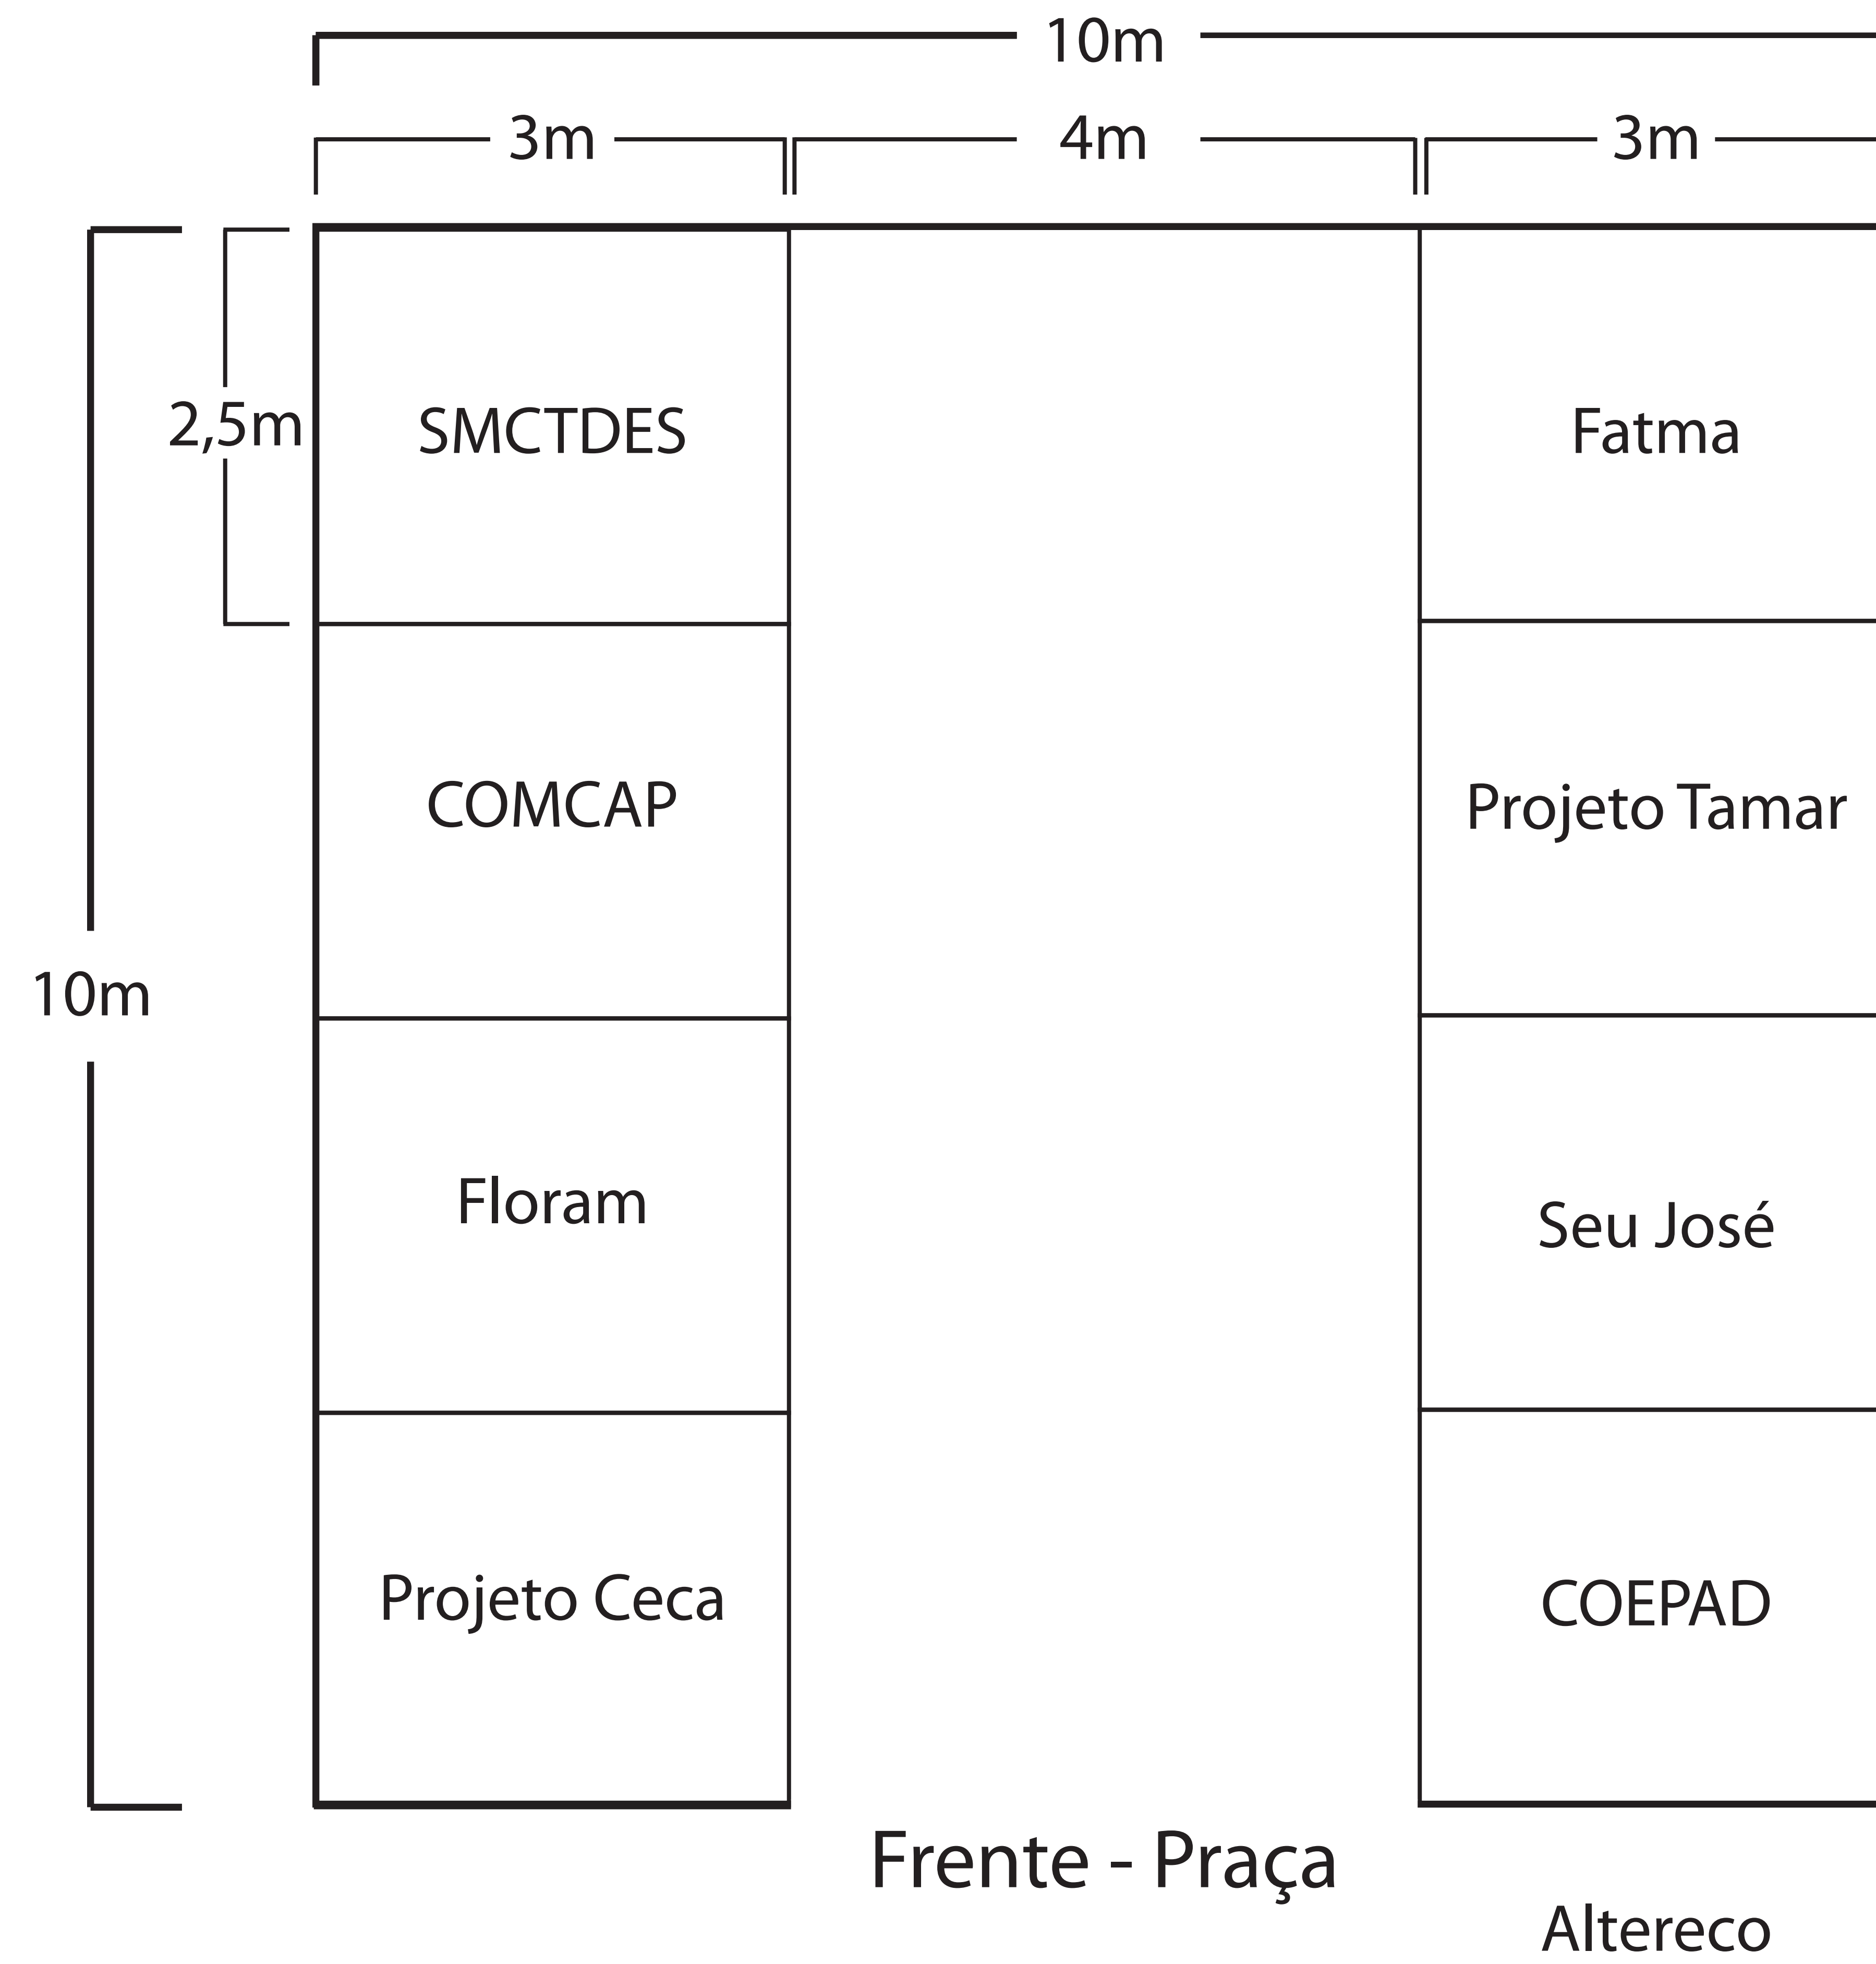 10m
3m
4m
3m
2,5m
SMCTDES
Fatma
COMCAP
Projeto Tamar
10m
Floram
Seu José
Projeto Ceca
COEPAD
Frente - Praça
Altereco